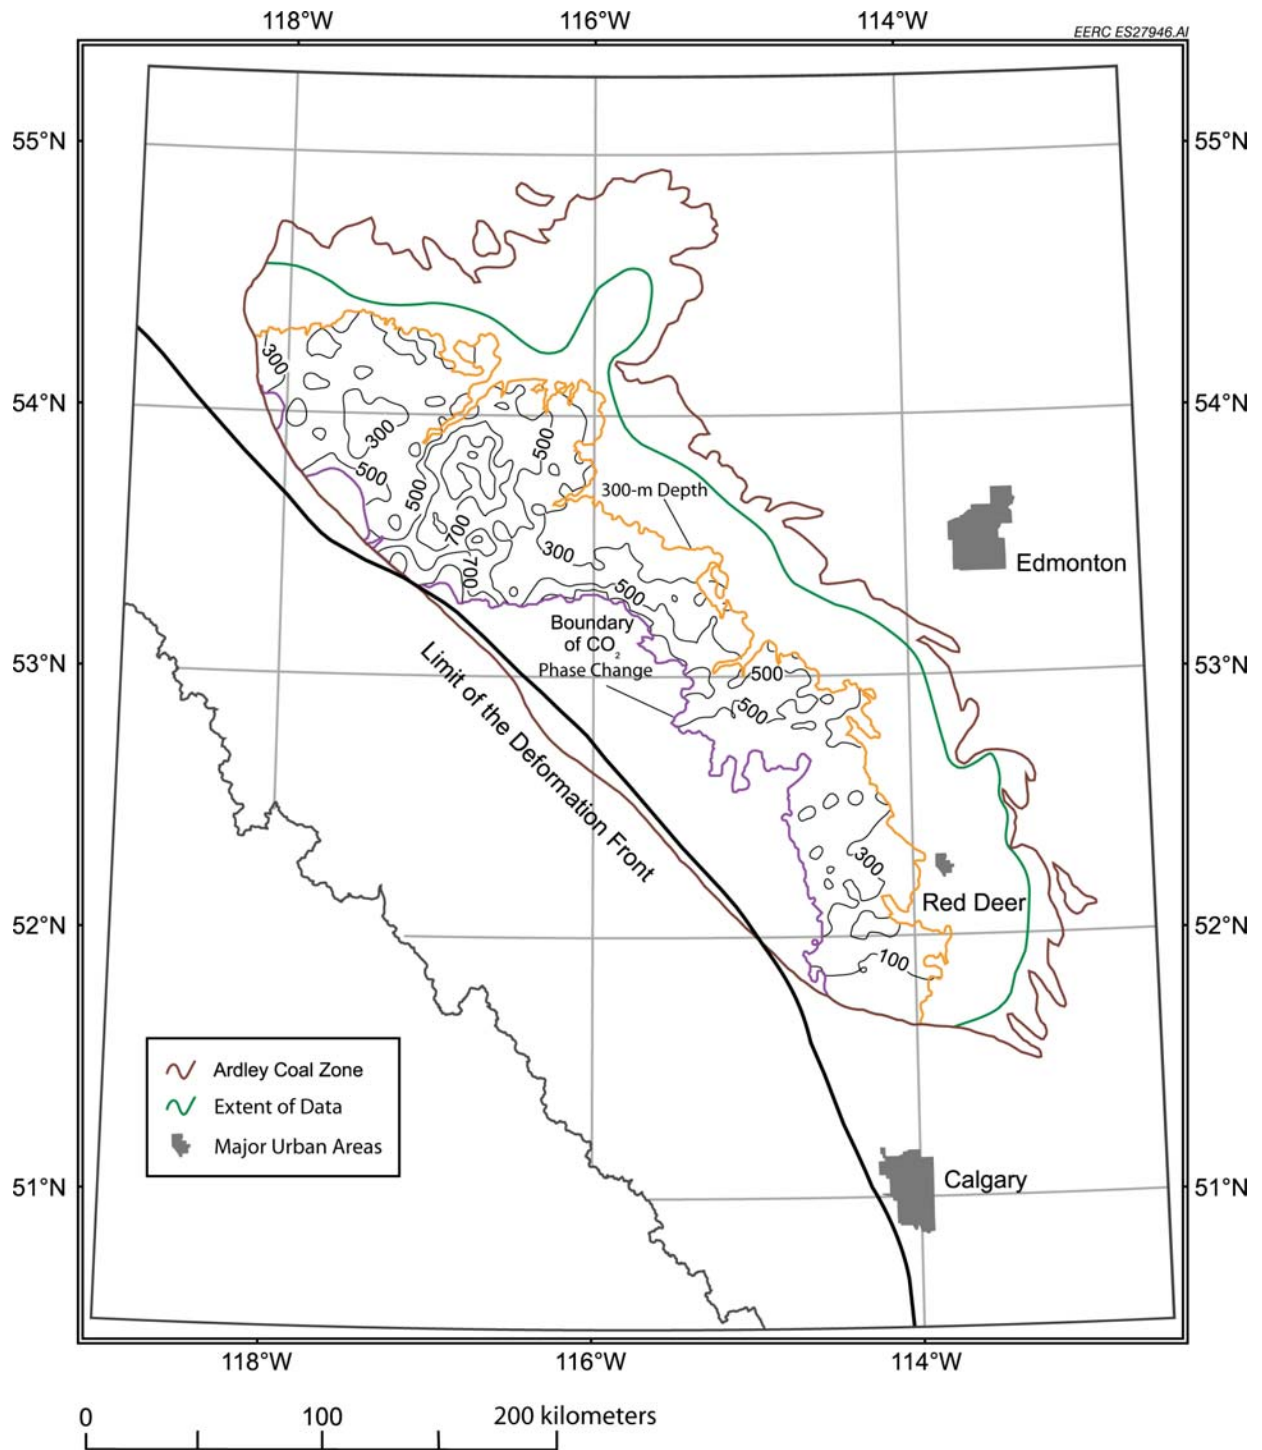 118°W 116°W 114°W
EERC ES27946.AI
55°N 55°N
300
54°N 54°N
300
500
500
500
300-m Depth
700
300
Edmonton
700
500
Boundary
of CO₂
Phase Change
53°N 53°N
500
500
Limit of the Deformation Front
300
Red Deer
52°N 52°N
100
Ardley Coal Zone
Extent of Data
Major Urban Areas
Calgary
51°N 51°N
118°W 116°W 114°W
0 100 200 kilometers